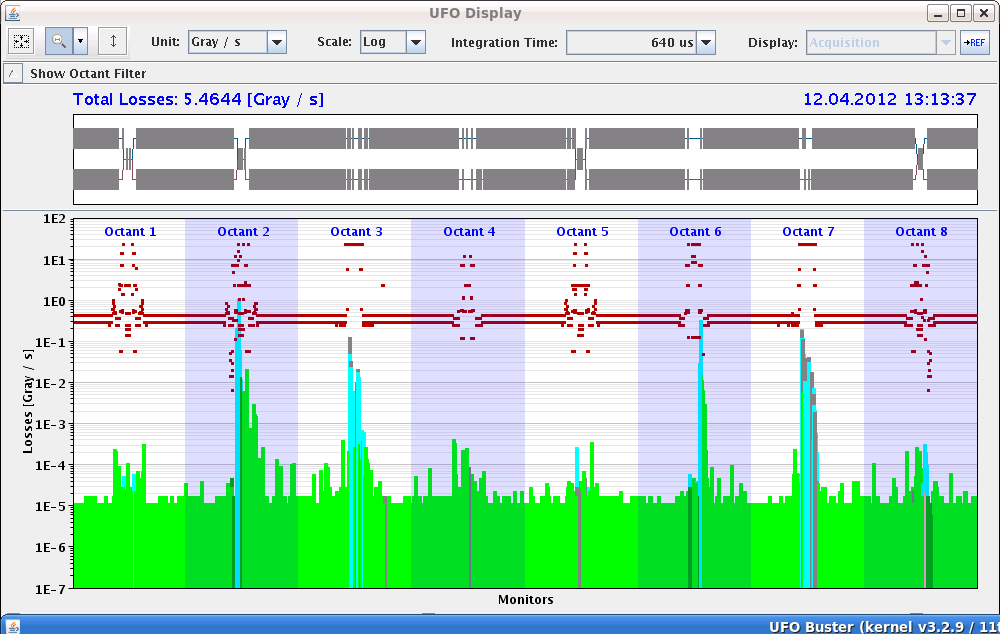 UFO Display
Unit: Gray / s Scale: Log Integration Time: 640 us Display: Acquisition →REF
Show Octant Filter
Total Losses: 5.4644 [Gray / s] 12.04.2012 13:13:37
Octant 1 Octant 2 Octant 3 Octant 4 Octant 5 Octant 6 Octant 7 Octant 8
Losses [Gray / s]
1E2
1E1
1E0
1E-1
1E-2
1E-3
1E-4
1E-5
1E-6
1E-7
Monitors
UFO Buster (kernel v3.2.9 / 11